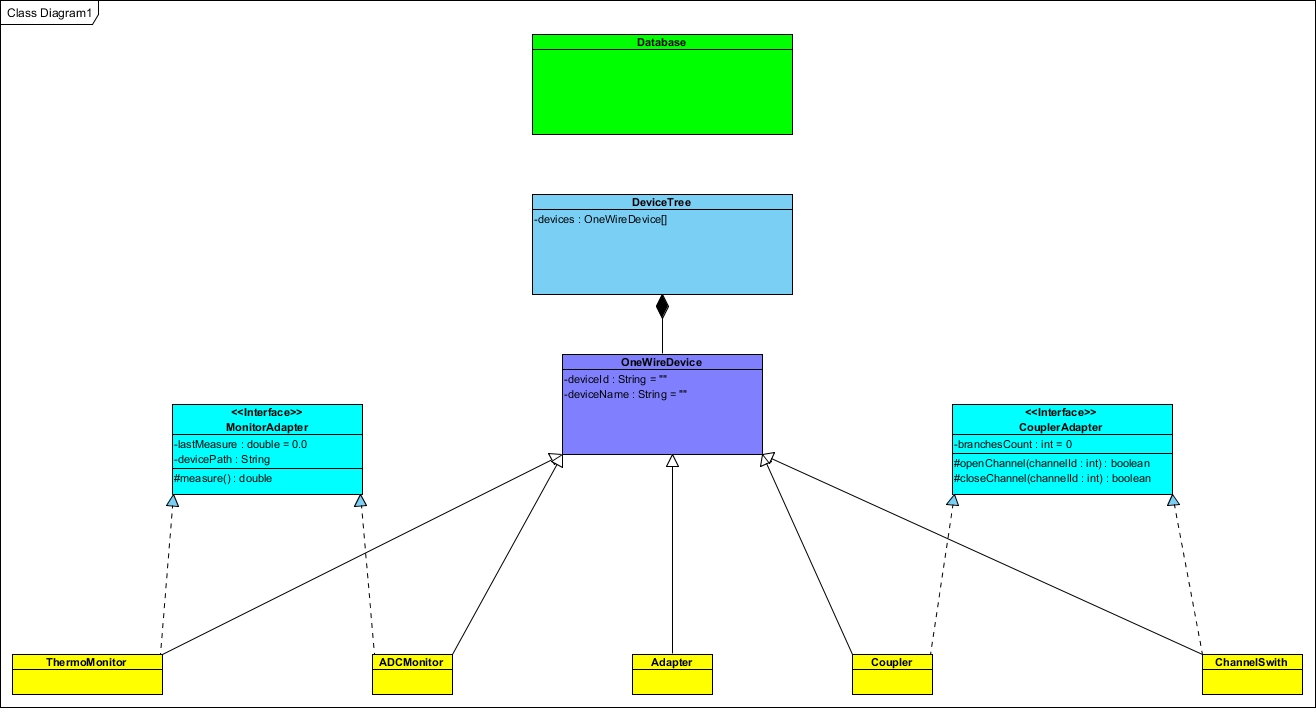 Class Diagram1
Database
DeviceTree
-devices : OneWireDevice[]
OneWireDevice
-deviceId : String = ""
-deviceName : String = ""
<<Interface>>
MonitorAdapter
-lastMeasure : double = 0.0
-devicePath : String
#measure() : double
<<Interface>>
CouplerAdapter
-branchesCount : int = 0
#openChannel(channelId : int) : boolean
#closeChannel(channelId : int) : boolean
ThermoMonitor
ADCMonitor
Adapter
Coupler
ChannelSwith